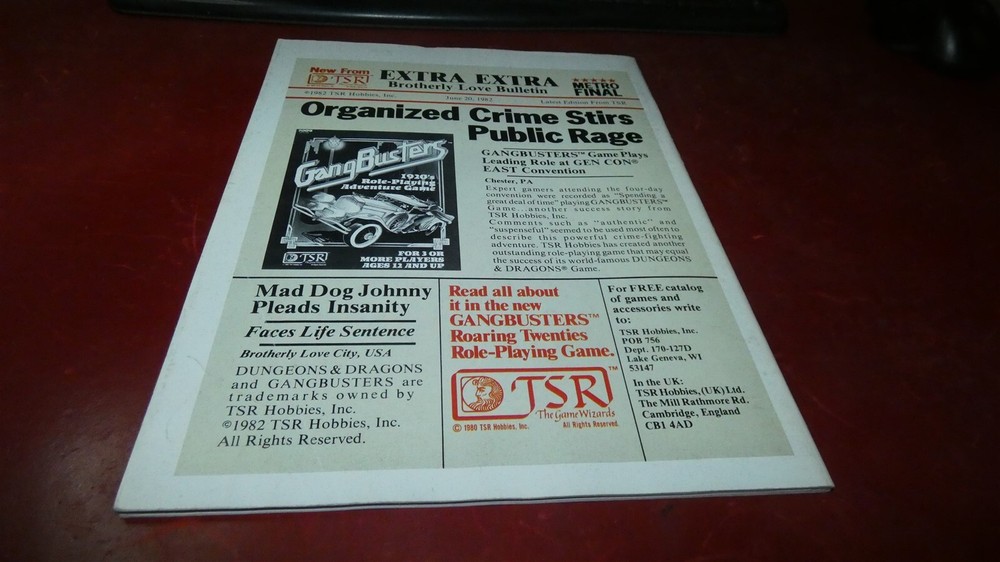 New From
TSR
EXTRA EXTRA
Brotherly Love Bulletin
METRO
FINAL
©1982 TSR Hobbies, Inc.
June 20, 1982
Latest Edition From TSR
Organized Crime Stirs
Public Rage
GangBusters
1920's
Role-Playing
Adventure Game
TSR
FOR 3 OR
MORE PLAYERS
AGES 12 AND UP
GANGBUSTERS™ Game Plays
Leading Role at GEN CON®
EAST Convention
Chester, PA
Expert gamers attending the four-day
convention were recorded as "Spending a
great deal of time" playing GANGBUSTERS™
Game...another success story from
TSR Hobbies, Inc.
Comments such as "authentic" and
"suspenseful" seemed to be used most often to
describe this powerful crime-fighting
adventure. TSR Hobbies has created another
outstanding role-playing game that may equal
the success of its world-famous DUNGEONS
& DRAGONS® Game.
Mad Dog Johnny
Pleads Insanity
Faces Life Sentence
Brotherly Love City, USA
DUNGEONS & DRAGONS
and GANGBUSTERS are
trademarks owned by
TSR Hobbies, Inc.
©1982 TSR Hobbies, Inc.
All Rights Reserved.
Read all about
it in the new
GANGBUSTERS™
Roaring Twenties
Role-Playing Game.
TSR™
The Game Wizards
© 1980 TSR Hobbies, Inc.
All Rights Reserved.
For FREE catalog
of games and
accessories write
to:
TSR Hobbies, Inc.
POB 756
Dept. 170-127D
Lake Geneva, WI
53147
In the UK:
TSR Hobbies, (UK) Ltd.
The Mill Rathmore Rd.
Cambridge, England
CB1 4AD